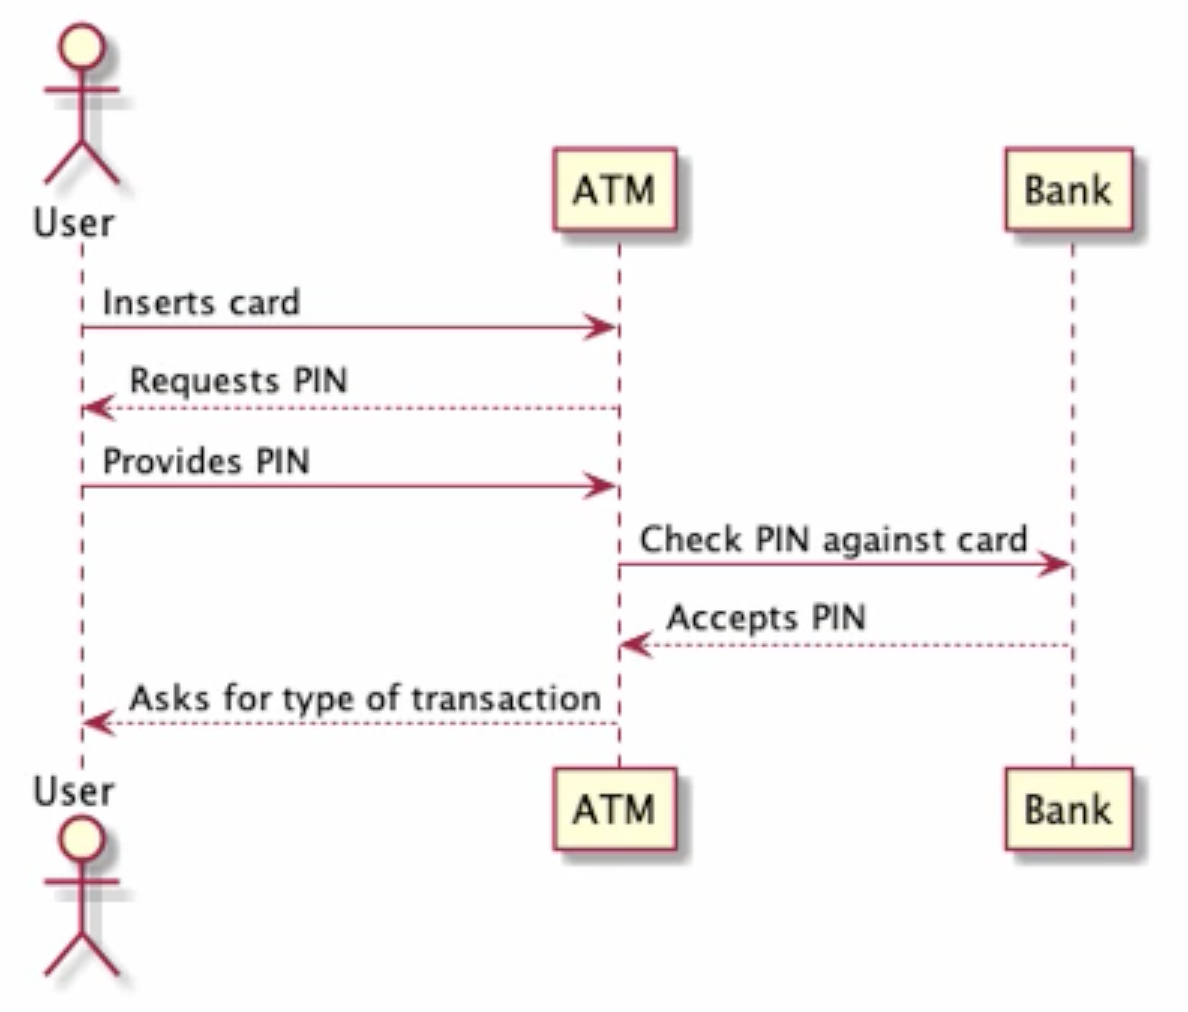 User
ATM
Bank
Inserts card
Requests PIN
Provides PIN
Check PIN against card
Accepts PIN
Asks for type of transaction
User
ATM
Bank